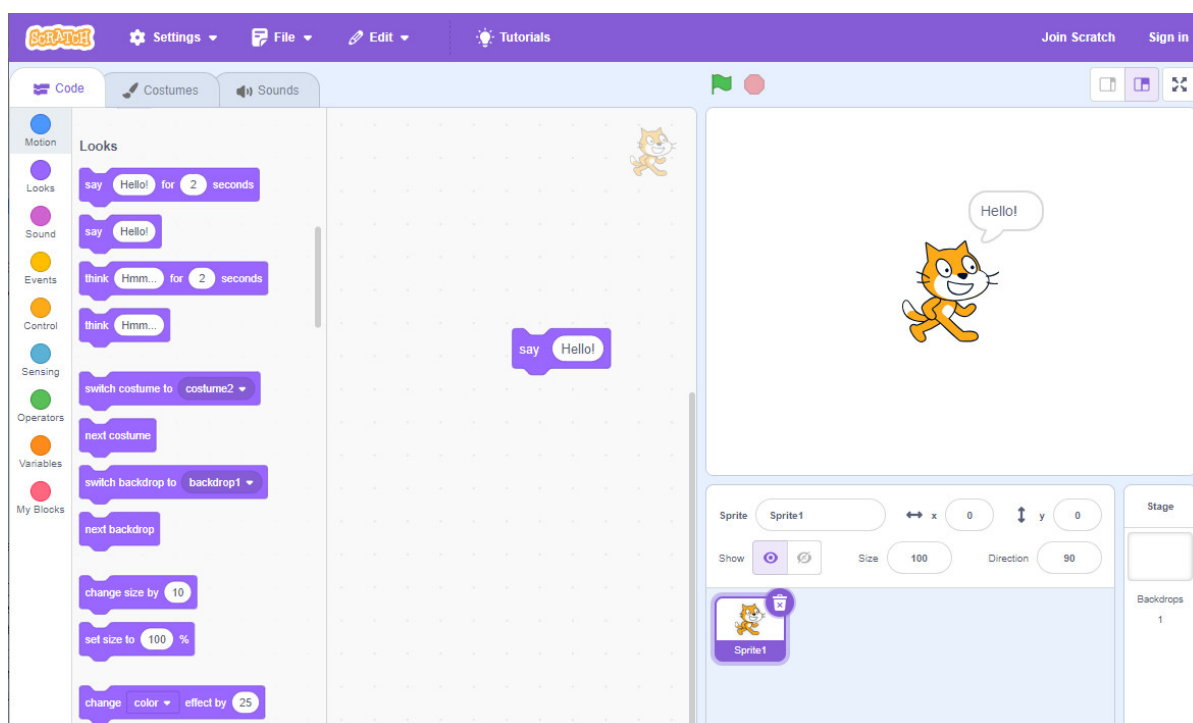 SCRATCH Settings File Edit Tutorials Join Scratch Sign in
Code Costumes Sounds
Motion
Looks
Sound
Events
Control
Sensing
Operators
Variables
My Blocks
Looks
say Hello! for 2 seconds
say Hello!
think Hmm... for 2 seconds
think Hmm...
switch costume to costume2
next costume
switch backdrop to backdrop1
next backdrop
change size by 10
set size to 100 %
change color effect by 25
say Hello!
Hello!
Sprite Sprite1 x 0 y 0
Show Size 100 Direction 90
Sprite1
Stage
Backdrops
1